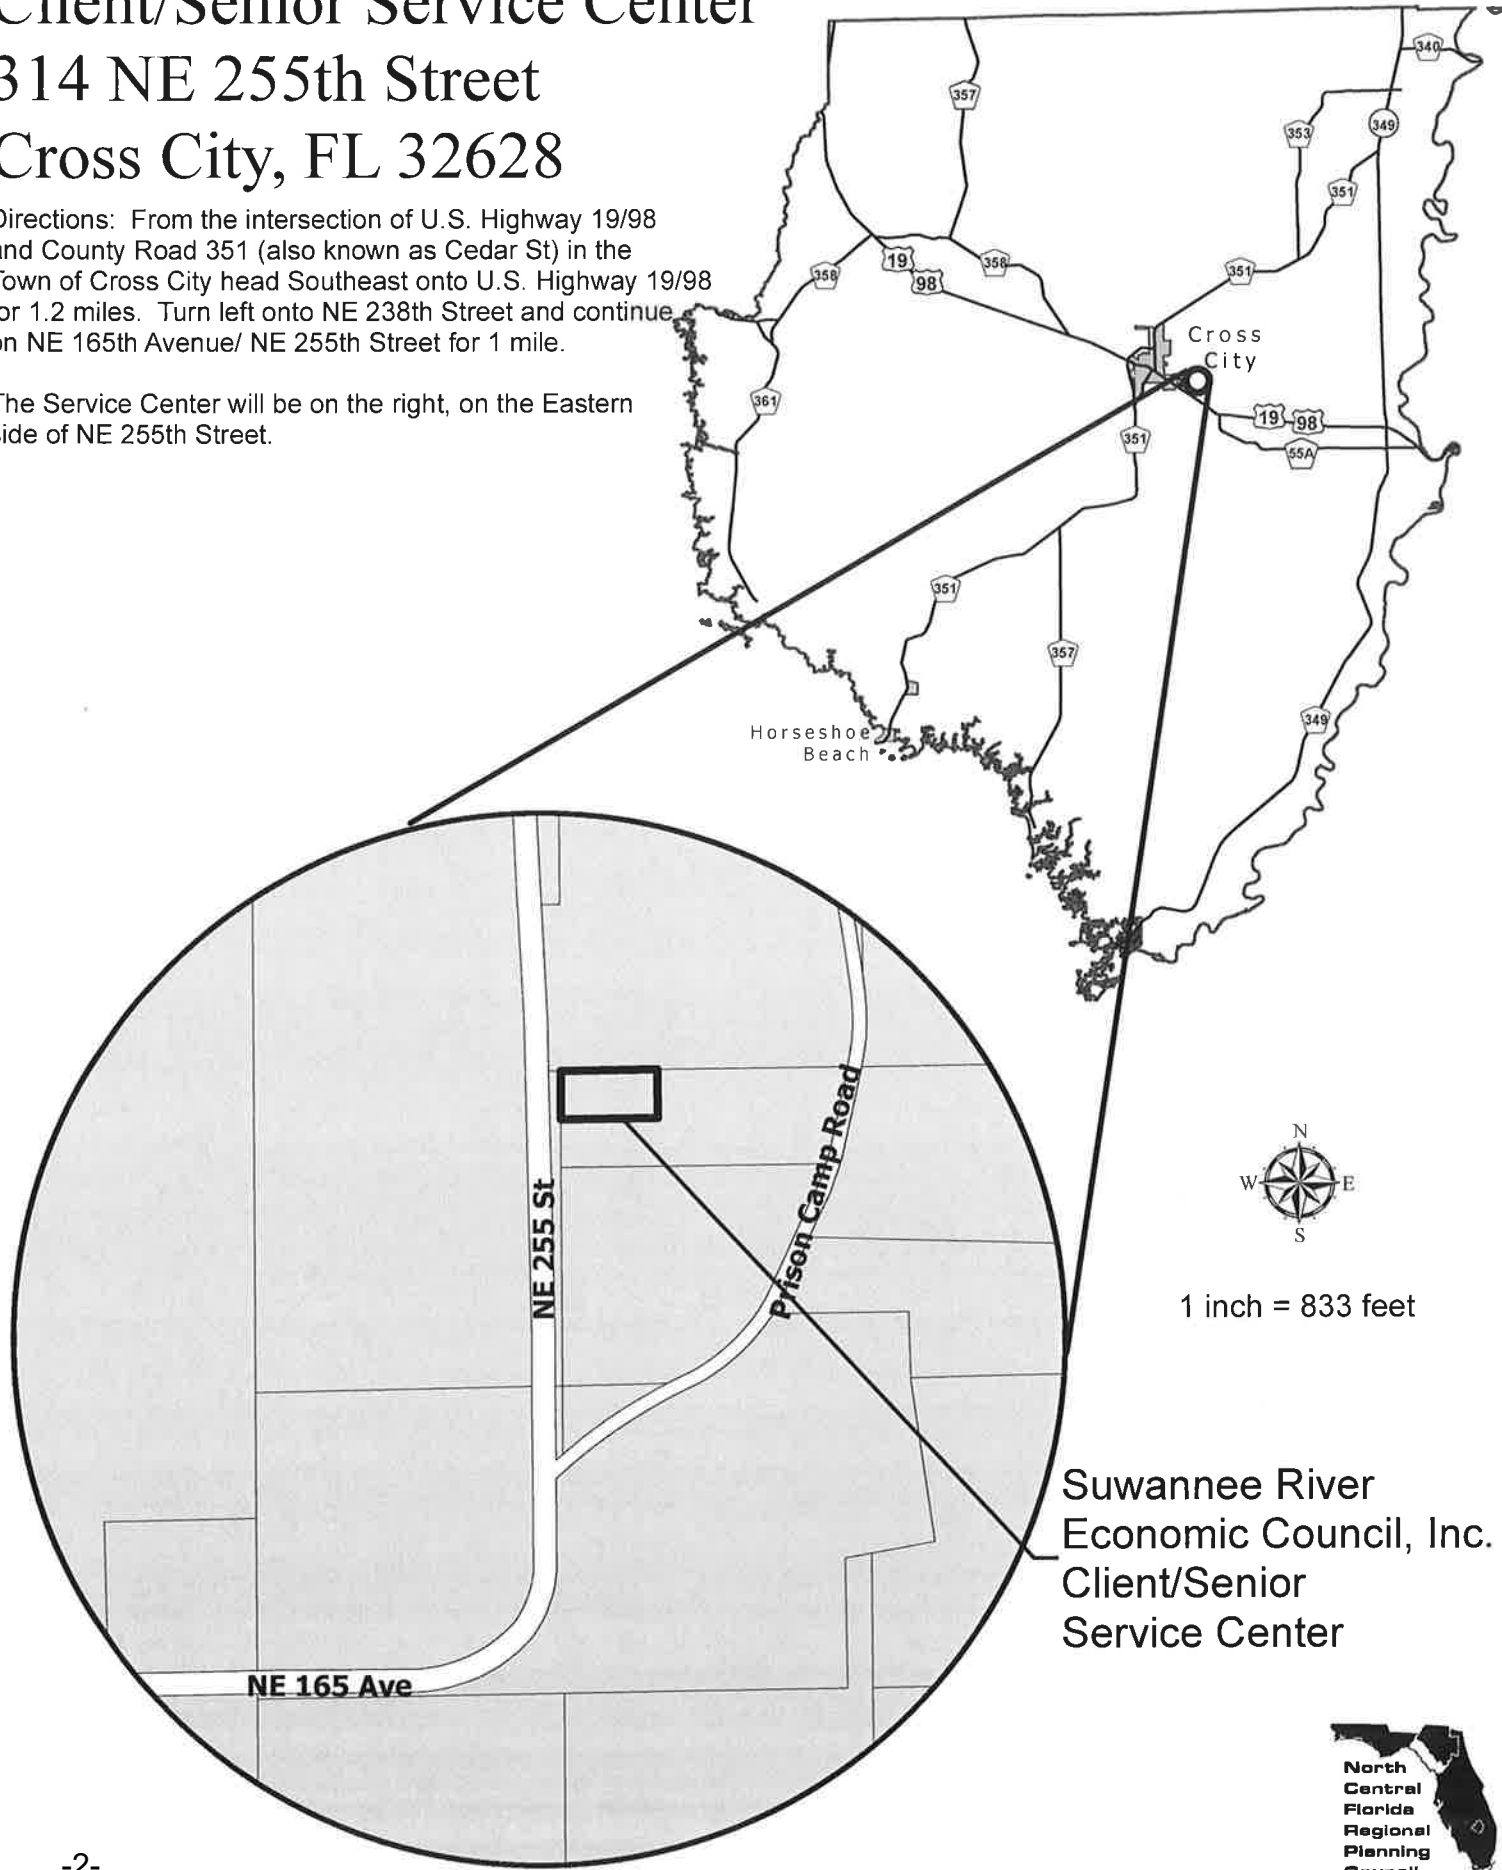 Client/Senior Service Center
314 NE 255th Street
Cross City, FL 32628
Directions: From the intersection of U.S. Highway 19/98
and County Road 351 (also known as Cedar St) in the
Town of Cross City head Southeast onto U.S. Highway 19/98
for 1.2 miles. Turn left onto NE 238th Street and continue
on NE 165th Avenue/ NE 255th Street for 1 mile.
The Service Center will be on the right, on the Eastern
side of NE 255th Street.
340
357
353
349
351
358
19
98
358
351
Cross
City
361
19
98
351
55A
351
357
349
Horseshoe
Beach
Prison Camp Road
NE 255 St
NE 165 Ave
N
W
E
S
1 inch = 833 feet
Suwannee River
Economic Council, Inc.
Client/Senior
Service Center
North
Central
Florida
Regional
Planning
Council
-2-